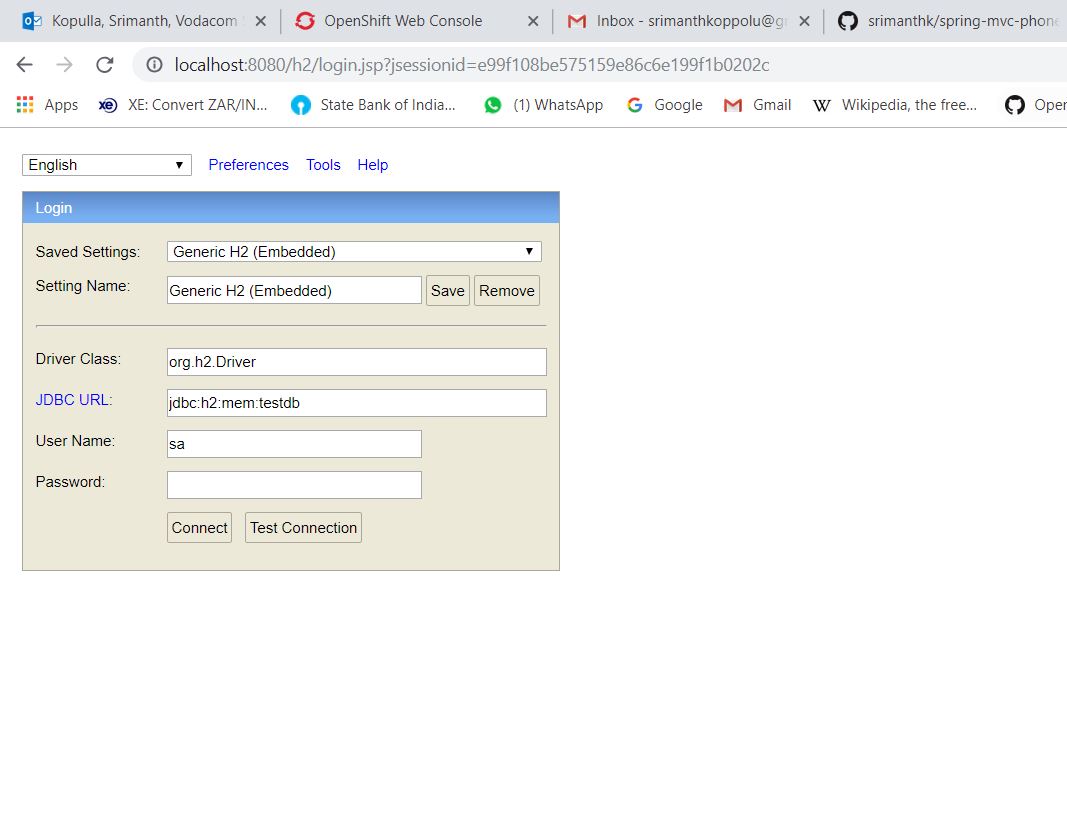 Kopulla, Srimanth, Vodacom OpenShift Web Console Inbox - srimanthkoppolu@g srimanthk/spring-mvc-phone
localhost:8080/h2/login.jsp?jsessionid=e99f108be575159e86c6e199f1b0202c
Apps XE: Convert ZAR/IN... State Bank of India... (1) WhatsApp Google Gmail Wikipedia, the free... Oper
English Preferences Tools Help
Login
Saved Settings: Generic H2 (Embedded)
Setting Name: Generic H2 (Embedded) Save Remove
Driver Class: org.h2.Driver
JDBC URL: jdbc:h2:mem:testdb
User Name: sa
Password:
Connect Test Connection